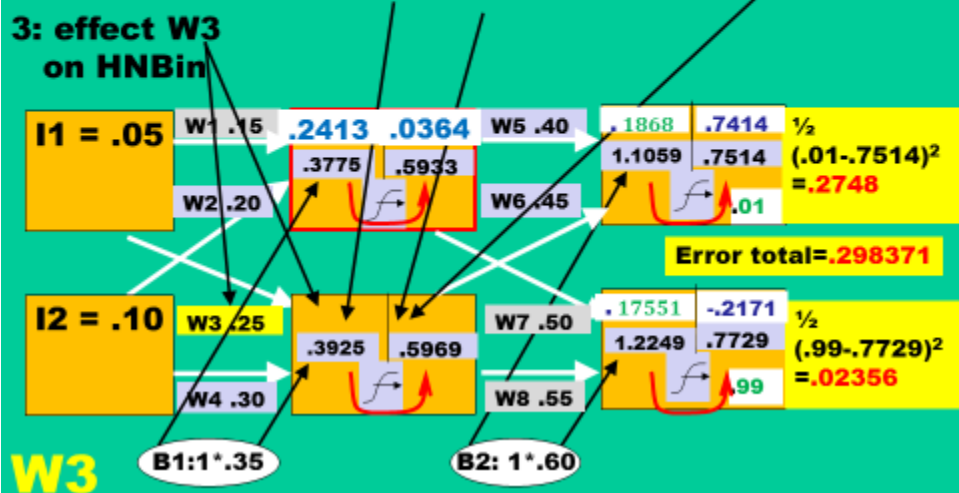 3: effect W3
on HNBin
I1 = .05
W1 .15
.2413 .0364
W5 .40
.1868 .7414
½
(.01-.7514)²
=.2748
.3775 .5933
1.1059 .7514
W2 .20
W6 .45
.01
Error total=.298371
I2 = .10
W3 .25
W7 .50
.17551 -.2171
½
(.99-.7729)²
=.02356
.3925 .5969
1.2249 .7729
W4 .30
W8 .55
.99
B1:1*.35
B2: 1*.60
W3